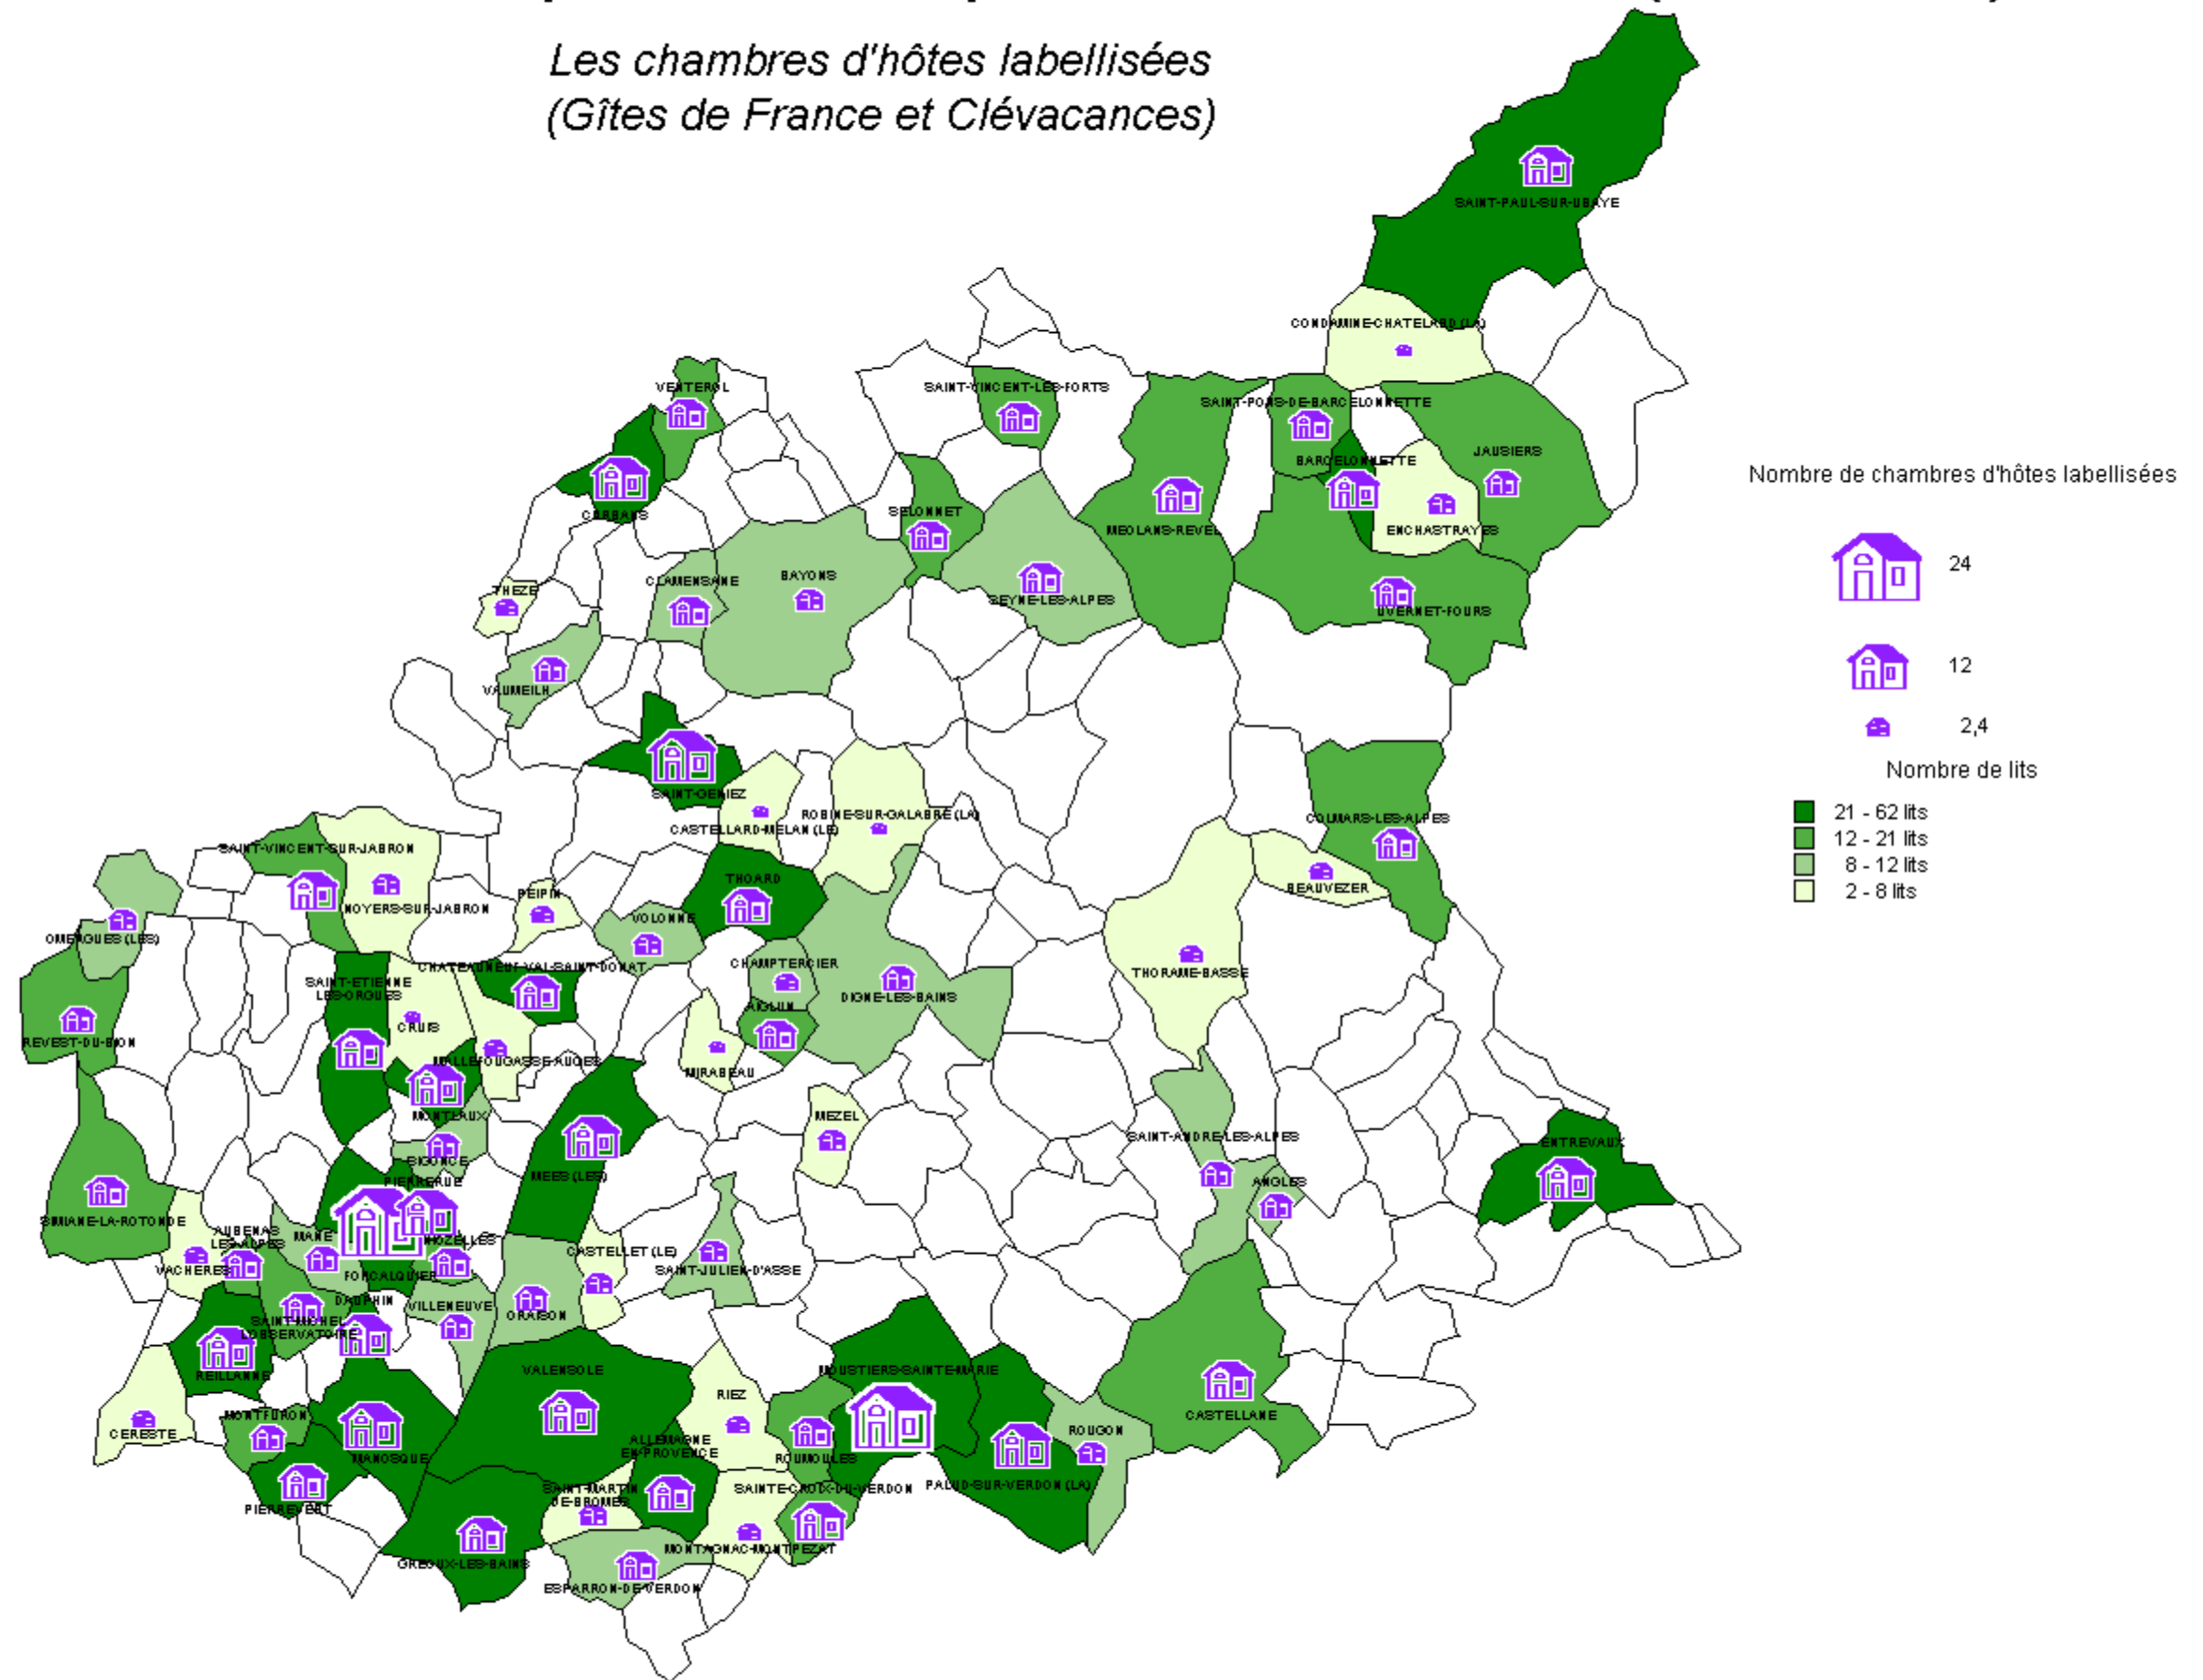 Les chambres d'hôtes labellisées
(Gîtes de France et Clévacances)
SAINT-PAUL-SUR-UBAYE
CONDAMINE-CHATELARD (LA)
VENTEROL
SAINT-VINCENT-LES-FORTS
SAINT-PONS-DE-BARCELONNETTE
JAUSIERS
BARCELONNETTE
Nombre de chambres d'hôtes labellisées
CURBANS
SELONNET
MEOLANS-REVEL
ENCHASTRAYES
24
THEZE
CLAMENSANE
BAYONS
SEYNE-LES-ALPES
UVERNET-FOURS
12
VAUMEILH
2,4
Nombre de lits
SAINT-GENIEZ
21 - 62 lits
CASTELLARD-MELAN (LE)
ROBINE-SUR-GALABRE (LA)
COLMARS-LES-ALPES
12 - 21 lits
SAINT-VINCENT-SUR-JABRON
8 - 12 lits
THOARD
BEAUVEZER
2 - 8 lits
PEIPIN
NOYERS-SUR-JABRON
VOLONNE
OMERGUES (LES)
CHATEAUNEUF-VAL-SAINT-DONAT
CHAMPTERCIER
THORAME-BASSE
SAINT-ETIENNE
LES-ORGUES
DIGNE-LES-BAINS
AIGLUN
CRUIS
REVEST-DU-BION
MALLEFOUGASSE-AUGES
MIRABEAU
MONTLAUX
MEZEL
SAINT-ANDRE-LES-ALPES
ENTREVAUX
SIGONCE
PIERRERUE
MEES (LES)
ANGLES
SIMIANE-LA-ROTONDE
AUBENAS
LES-ALPES
MANE
NIOZELLES
CASTELLET (LE)
VACHERES
FORCALQUIER
SAINT-JULIEN-D'ASSE
DAUPHIN
VILLENEUVE
ORAISON
SAINT-MICHEL
L'OBSERVATOIRE
REILLANNE
VALENSOLE
MOUSTIERS-SAINTE-MARIE
RIEZ
MONTFURON
CASTELLANE
CERESTE
ROUGON
ALLEMAGNE
EN-PROVENCE
MANOSQUE
ROUMOULES
PALUD-SUR-VERDON (LA)
SAINT-MARTIN
DE-BROMES
SAINTE-CROIX-DU-VERDON
PIERREVERT
MONTAGNAC-MONTPEZAT
GREOUX-LES-BAINS
ESPARRON-DE-VERDON